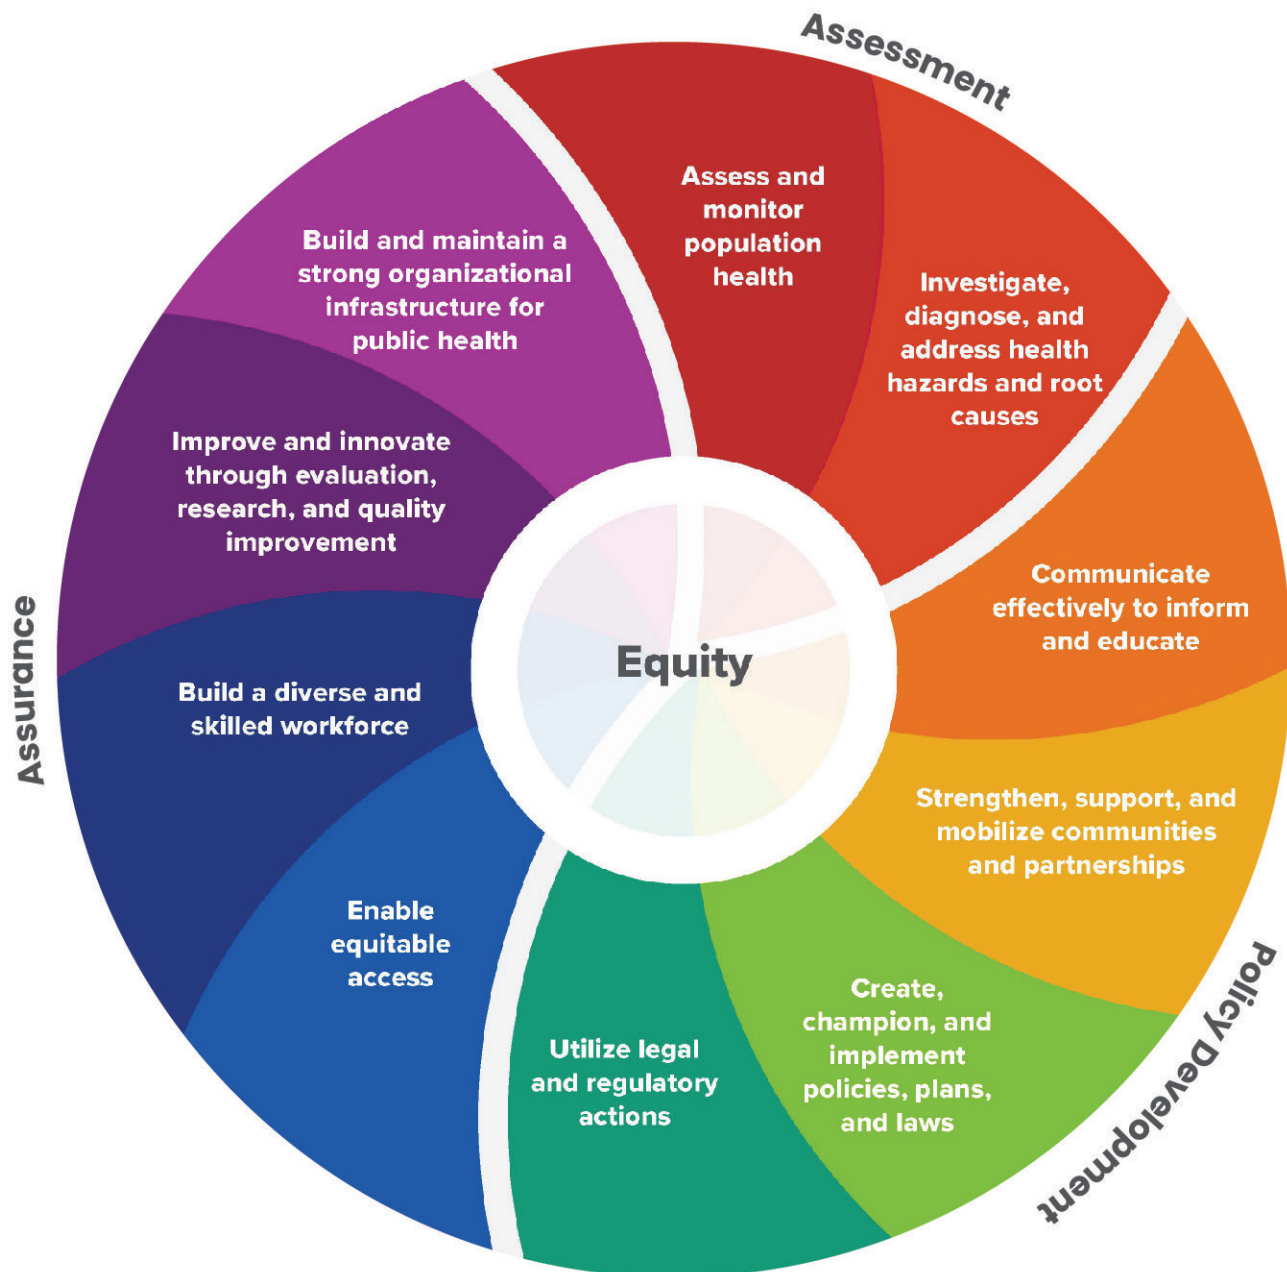 Assessment
Assess and
monitor
population
health
Investigate,
diagnose, and
address health
hazards and root
causes
Communicate
effectively to inform
and educate
Strengthen, support, and
mobilize communities
and partnerships
Policy Development
Create,
champion, and
implement
policies, plans,
and laws
Utilize legal
and regulatory
actions
Enable
equitable
access
Build a diverse and
skilled workforce
Assurance
Improve and innovate
through evaluation,
research, and quality
improvement
Build and maintain a
strong organizational
infrastructure for
public health
Equity